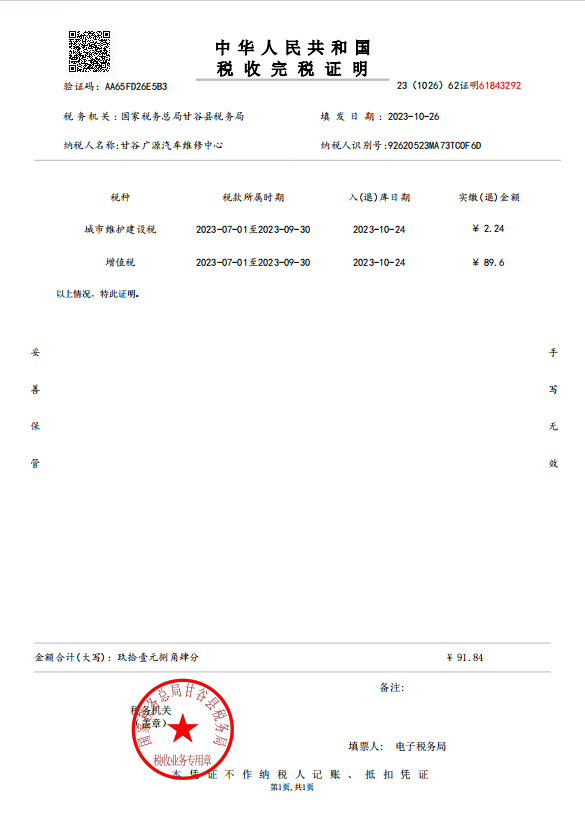 中华人民共和国
税收完税证明
验证码：AA65FD26E5B3
23（1026）62证明61843292
税务机关：国家税务总局甘谷县税务局
填发日期：2023-10-26
纳税人名称:甘谷广源汽车维修中心
纳税人识别号:92620523MA73TC0F6D
税种 税款所属时期 入(退)库日期 实缴(退)金额
城市维护建设税 2023-07-01至2023-09-30 2023-10-24 ￥ 2.24
增值税 2023-07-01至2023-09-30 2023-10-24 ￥ 89.6
以上情况，特此证明。
妥善保管
手写无效
金额合计(大写)：玖拾壹元捌角肆分 ￥ 91.84
备注：
税务机关
（盖章）
国家税务总局甘谷县税务局
税收业务专用章
填票人： 电子税务局
本凭证不作纳税人记账、抵扣凭证
第1页,共1页